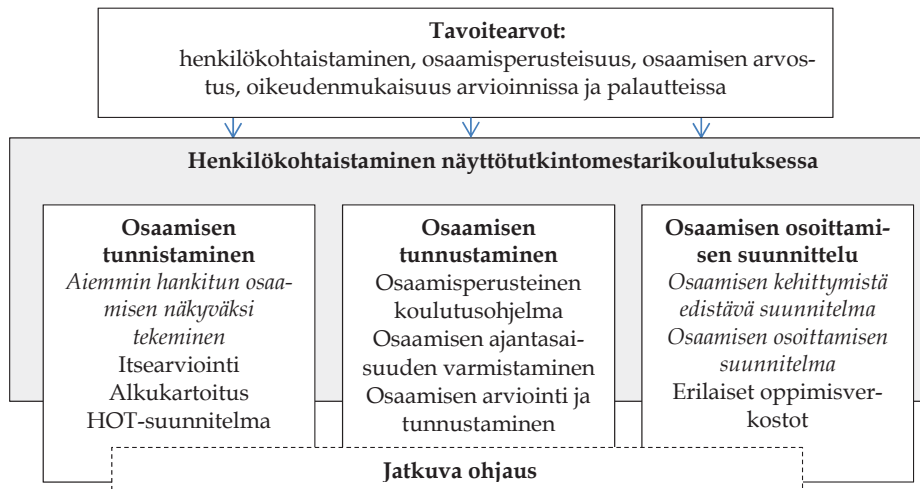 Tavoitearvot:
henkilökohtaistaminen, osaamisperusteisuus, osaamisen arvos-
tus, oikeudenmukaisuus arvioinnissa ja palautteissa
Henkilökohtaistaminen näyttötutkintomestarikoulutuksessa
Osaamisen
tunnistaminen
Aiemmin hankitun osaa-
misen näkyväksi
tekeminen
Itsearviointi
Alkukartoitus
HOT-suunnitelma
Osaamisen
tunnustaminen
Osaamisperusteinen
koulutusohjelma
Osaamisen ajantasai-
suuden varmistaminen
Osaamisen arviointi ja
tunnustaminen
Osaamisen osoittami-
sen suunnittelu
Osaamisen kehittymistä
edistävä suunnitelma
Osaamisen osoittamisen
suunnitelma
Erilaiset oppimisver-
kostot
Jatkuva ohjaus